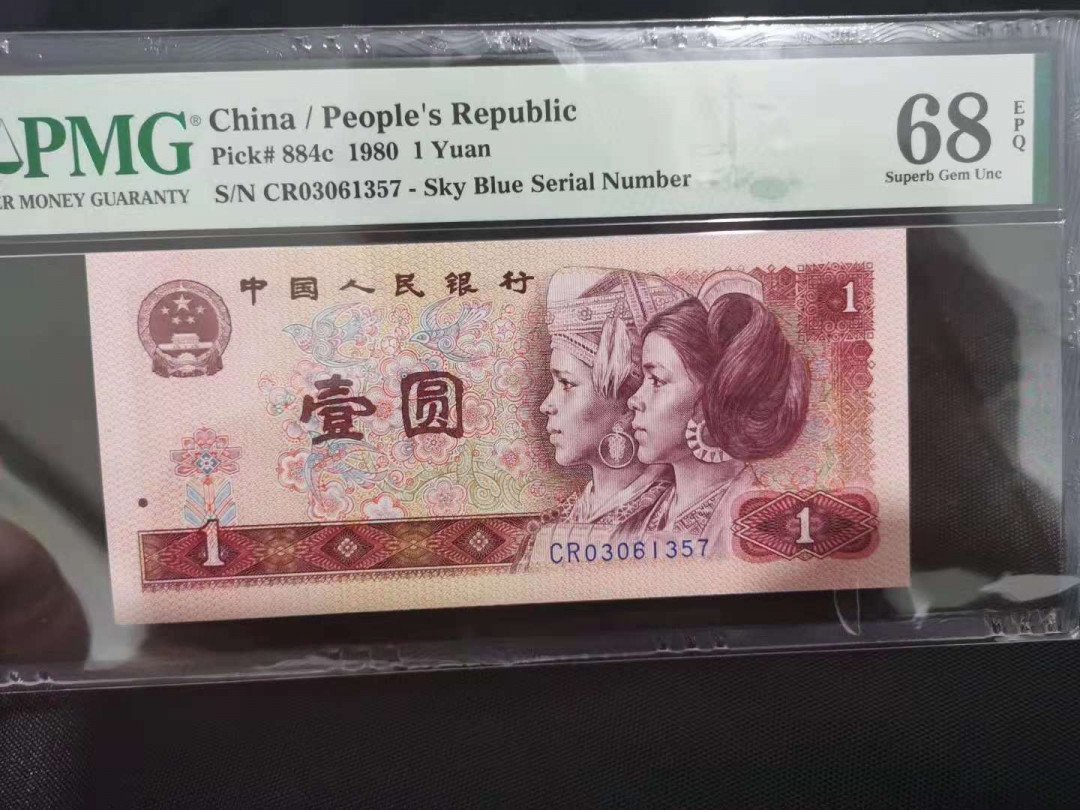 PMG®
ER MONEY GUARANTY
China / People's Republic
Pick# 884c 1980 1 Yuan
S/N CR03061357 - Sky Blue Serial Number
68
EPQ
Superb Gem Unc
中国人民银行
1
壹圆
1
CR03061357
1